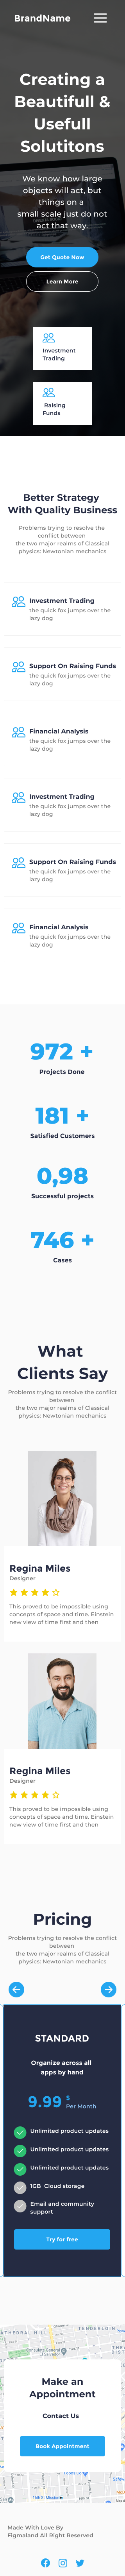 BrandName
Creating a
Beautifull &
Usefull
Solutitons
We know how large
objects will act, but
things on a
small scale just do not
act that way.
Get Quote Now
Learn More
Investment
Trading
Raising
Funds
Better Strategy
With Quality Business
Problems trying to resolve the
conflict between
the two major realms of Classical
physics: Newtonian mechanics
Investment Trading
the quick fox jumps over the
lazy dog
Support On Raising Funds
the quick fox jumps over the
lazy dog
Financial Analysis
the quick fox jumps over the
lazy dog
Investment Trading
the quick fox jumps over the
lazy dog
Support On Raising Funds
the quick fox jumps over the
lazy dog
Financial Analysis
the quick fox jumps over the
lazy dog
972 +
Projects Done
181 +
Satisfied Customers
0,98
Successful projects
746 +
Cases
What
Clients Say
Problems trying to resolve the conflict
between
the two major realms of Classical
physics: Newtonian mechanics
Regina Miles
Designer
This proved to be impossible using
concepts of space and time. Einstein
new view of time first and then
Regina Miles
Designer
This proved to be impossible using
concepts of space and time. Einstein
new view of time first and then
Pricing
Problems trying to resolve the conflict
between
the two major realms of Classical
physics: Newtonian mechanics
STANDARD
Organize across all
apps by hand
9.99 $
Per Month
Unlimited product updates
Unlimited product updates
Unlimited product updates
1GB Cloud storage
Email and community
support
Try for free
TENDERLOIN
Make an
Appointment
Contact Us
Book Appointment
Made With Love By
Figmaland All Right Reserved